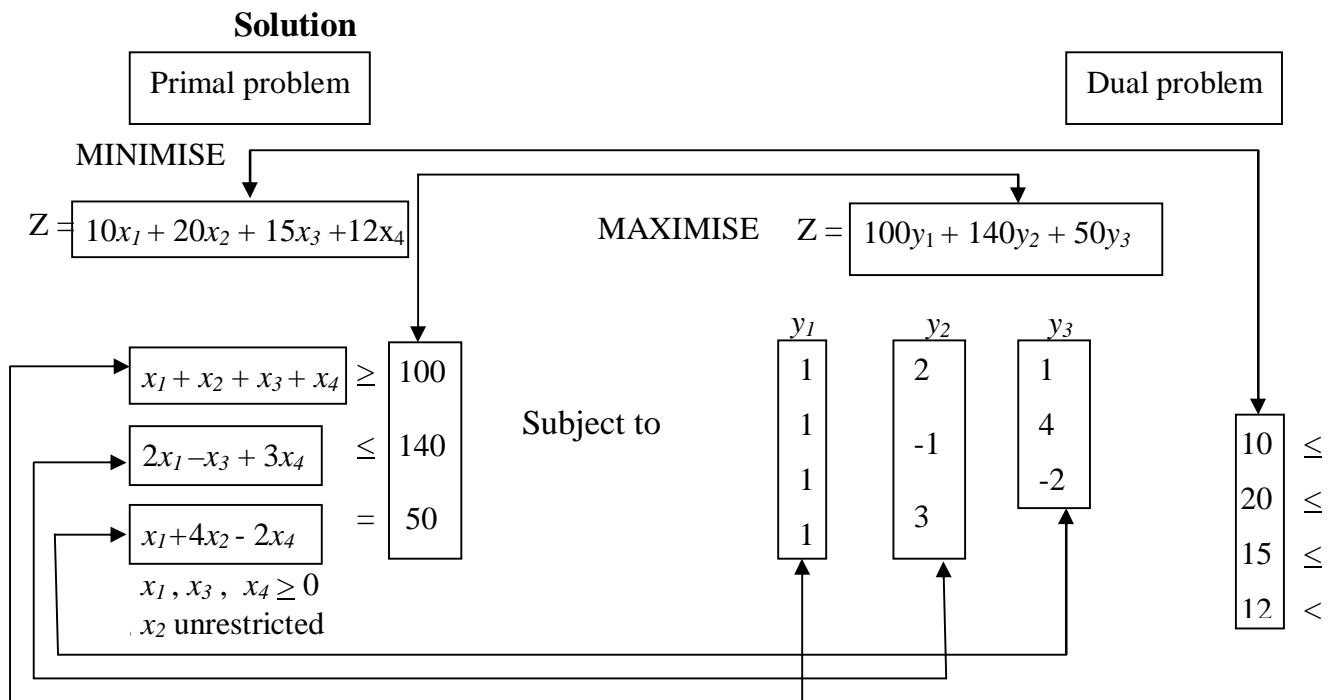 Solution
Primal problem
Dual problem
MINIMISE
Z = 10x₁ + 20x₂ + 15x₃ +12x₄
MAXIMISE Z = 100y₁ + 140y₂ + 50y₃
y₁ y₂ y₃
x₁ + x₂ + x₃ + x₄ ≥ 100
2x₁ –x₃ + 3x₄ ≤ 140
x₁+4x₂ - 2x₄ = 50
x₁ , x₃ , x₄ ≥ 0
x₂ unrestricted
Subject to
1 2 1
1 -1 4
1 3 -2
1
10 ≤
20 ≤
15 ≤
12 <